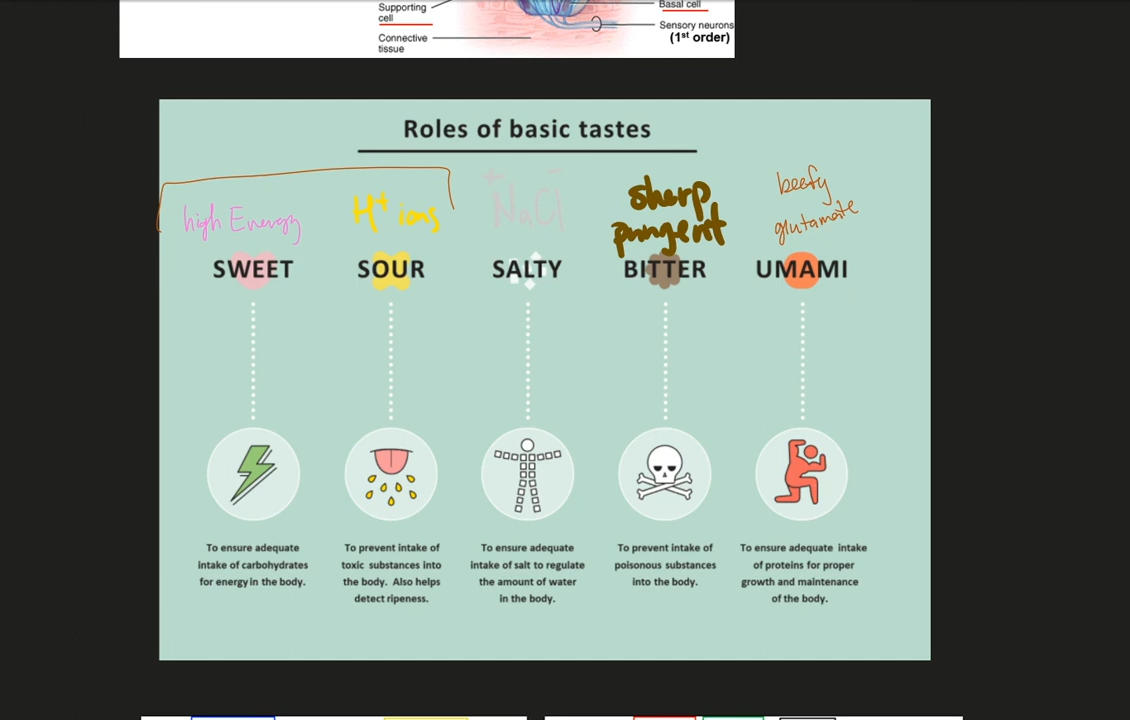 Supporting
cell
Connective
tissue
Basal cell
Sensory neurons
(1st order)
Roles of basic tastes
high Energy
H+ ions
+ -
NaCl
sharp
pungent
beefy
glutamate
SWEET
SOUR
SALTY
BITTER
UMAMI
To ensure adequate
intake of carbohydrates
for energy in the body.
To prevent intake of
toxic substances into
the body. Also helps
detect ripeness.
To ensure adequate
intake of salt to regulate
the amount of water
in the body.
To prevent intake of
poisonous substances
into the body.
To ensure adequate intake
of proteins for proper
growth and maintenance
of the body.